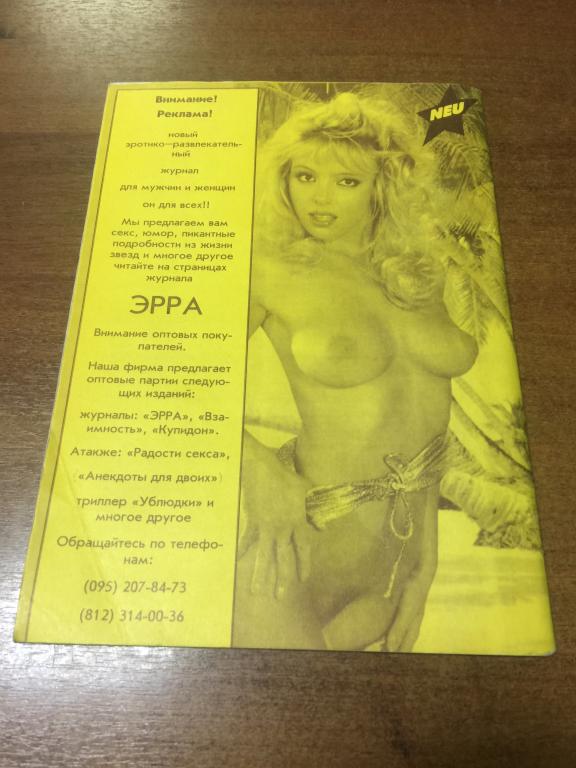 Внимание!
Реклама!
новый
эротико—развлекатель-
ный
журнал
для мужчин и женщин
он для всех!!
Мы предлагаем вам
секс, юмор, пикантные
подробности из жизни
звезд и многое другое
читайте на страницах
журнала
ЭРРА
Внимание оптовых поку-
пателей.
Наша фирма предлагает
оптовые партии следую-
щих изданий:
журналы: «ЭРРА», «Вза-
имность», «Купидон».
Атакже: «Радости секса»,
(«Анекдоты для двоих»)
триллер «Ублюдки» и
многое другое
Обращайтесь по телефо-
нам:
(095) 207-84-73
(812) 314-00-36
NEU